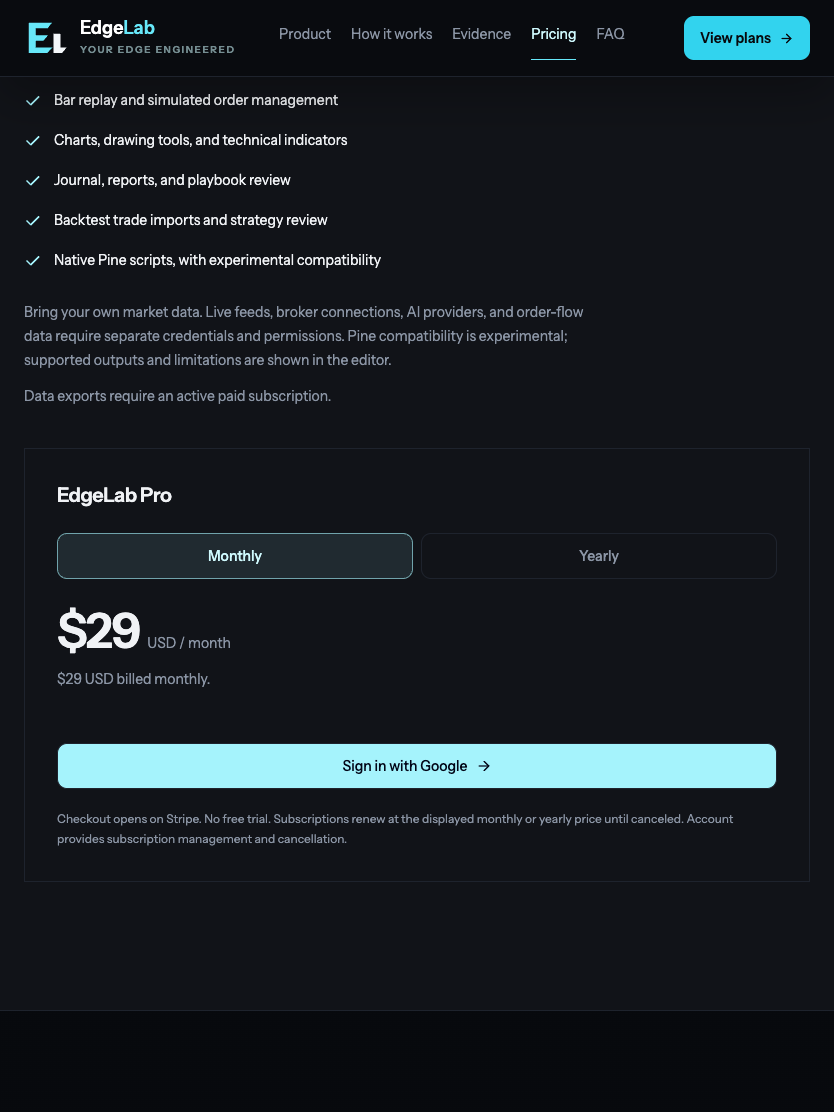 EdgeLab
YOUR EDGE ENGINEERED
Product How it works Evidence Pricing FAQ
View plans →
Bar replay and simulated order management
Charts, drawing tools, and technical indicators
Journal, reports, and playbook review
Backtest trade imports and strategy review
Native Pine scripts, with experimental compatibility
Bring your own market data. Live feeds, broker connections, AI providers, and order-flow
data require separate credentials and permissions. Pine compatibility is experimental;
supported outputs and limitations are shown in the editor.
Data exports require an active paid subscription.
EdgeLab Pro
Monthly Yearly
$29 USD / month
$29 USD billed monthly.
Sign in with Google →
Checkout opens on Stripe. No free trial. Subscriptions renew at the displayed monthly or yearly price until canceled. Account
provides subscription management and cancellation.